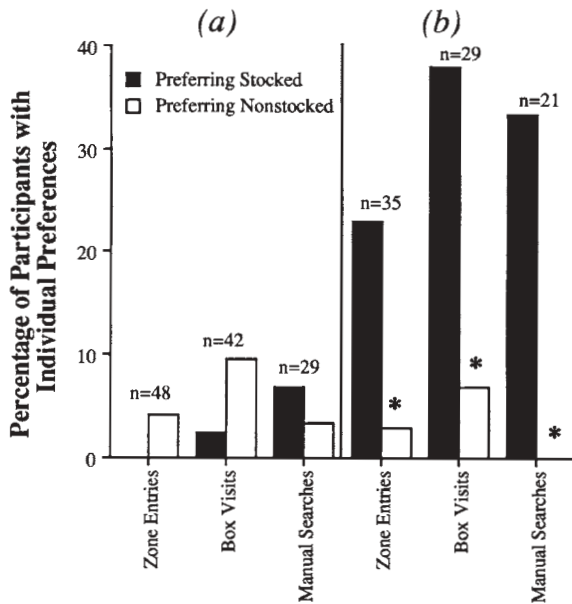 (a)
(b)
Percentage of Participants with
Individual Preferences
40
30
20
10
0
Preferring Stocked
Preferring Nonstocked
n=48
n=42
n=29
n=35
n=29
n=21
*
*
*
Zone Entries
Box Visits
Manual Searches
Zone Entries
Box Visits
Manual Searches